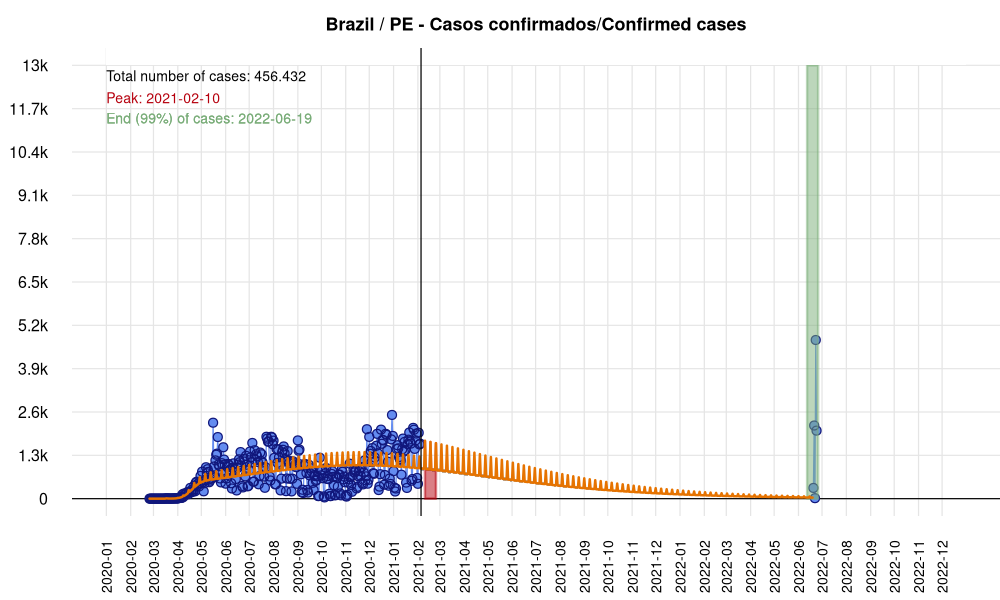 Brazil / PE - Casos confirmados/Confirmed cases
Total number of cases: 456.432
Peak: 2021-02-10
End (99%) of cases: 2022-06-19
13k
11.7k
10.4k
9.1k
7.8k
6.5k
5.2k
3.9k
2.6k
1.3k
0
2020-01
2020-02
2020-03
2020-04
2020-05
2020-06
2020-07
2020-08
2020-09
2020-10
2020-11
2020-12
2021-01
2021-02
2021-03
2021-04
2021-05
2021-06
2021-07
2021-08
2021-09
2021-10
2021-11
2021-12
2022-01
2022-02
2022-03
2022-04
2022-05
2022-06
2022-07
2022-08
2022-09
2022-10
2022-11
2022-12